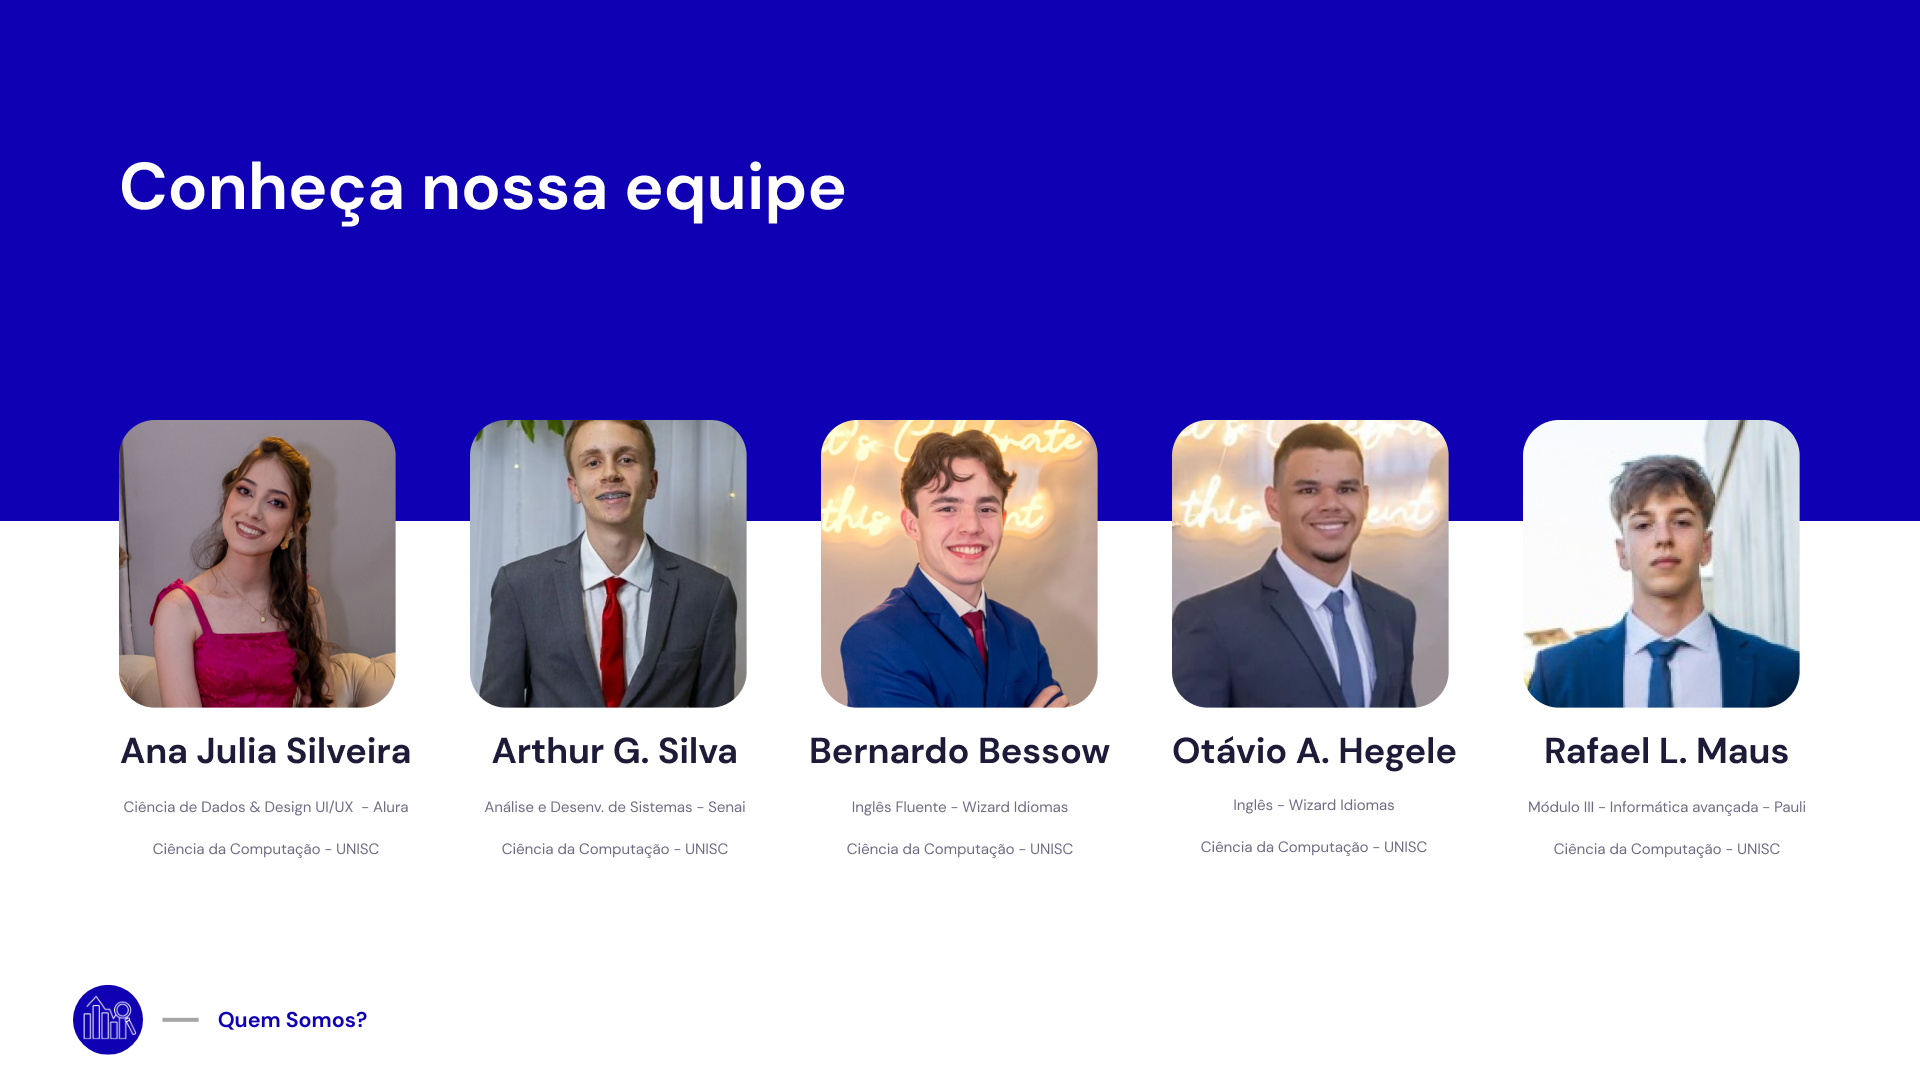 Conheça nossa equipe
Let's Celebrate
this
Ana Julia Silveira
Ciência de Dados & Design UI/UX - Alura
Ciência da Computação - UNISC
Arthur G. Silva
Análise e Desenv. de Sistemas - Senai
Ciência da Computação - UNISC
Bernardo Bessow
Inglês Fluente - Wizard Idiomas
Ciência da Computação - UNISC
Otávio A. Hegele
Inglês - Wizard Idiomas
Ciência da Computação - UNISC
Rafael L. Maus
Módulo III - Informática avançada - Pauli
Ciência da Computação - UNISC
Quem Somos?